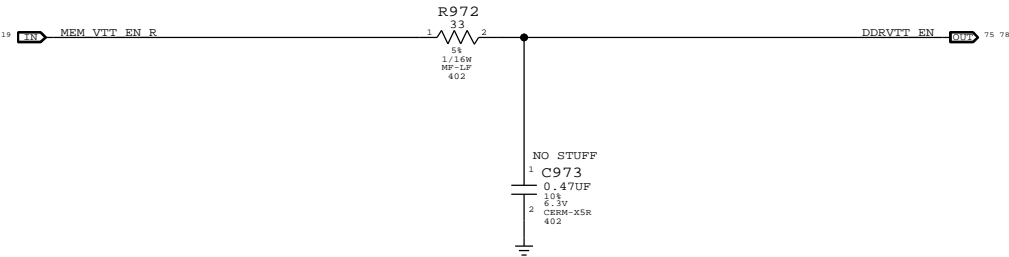 R972
33
19 IN MEM_VTT_EN_R 1 2 DDRVTT_EN OUT 75 78
5%
1/16W
MF-LF
402
NO STUFF
1 C973
0.47UF
10%
6.3V
2 CERM-X5R
402